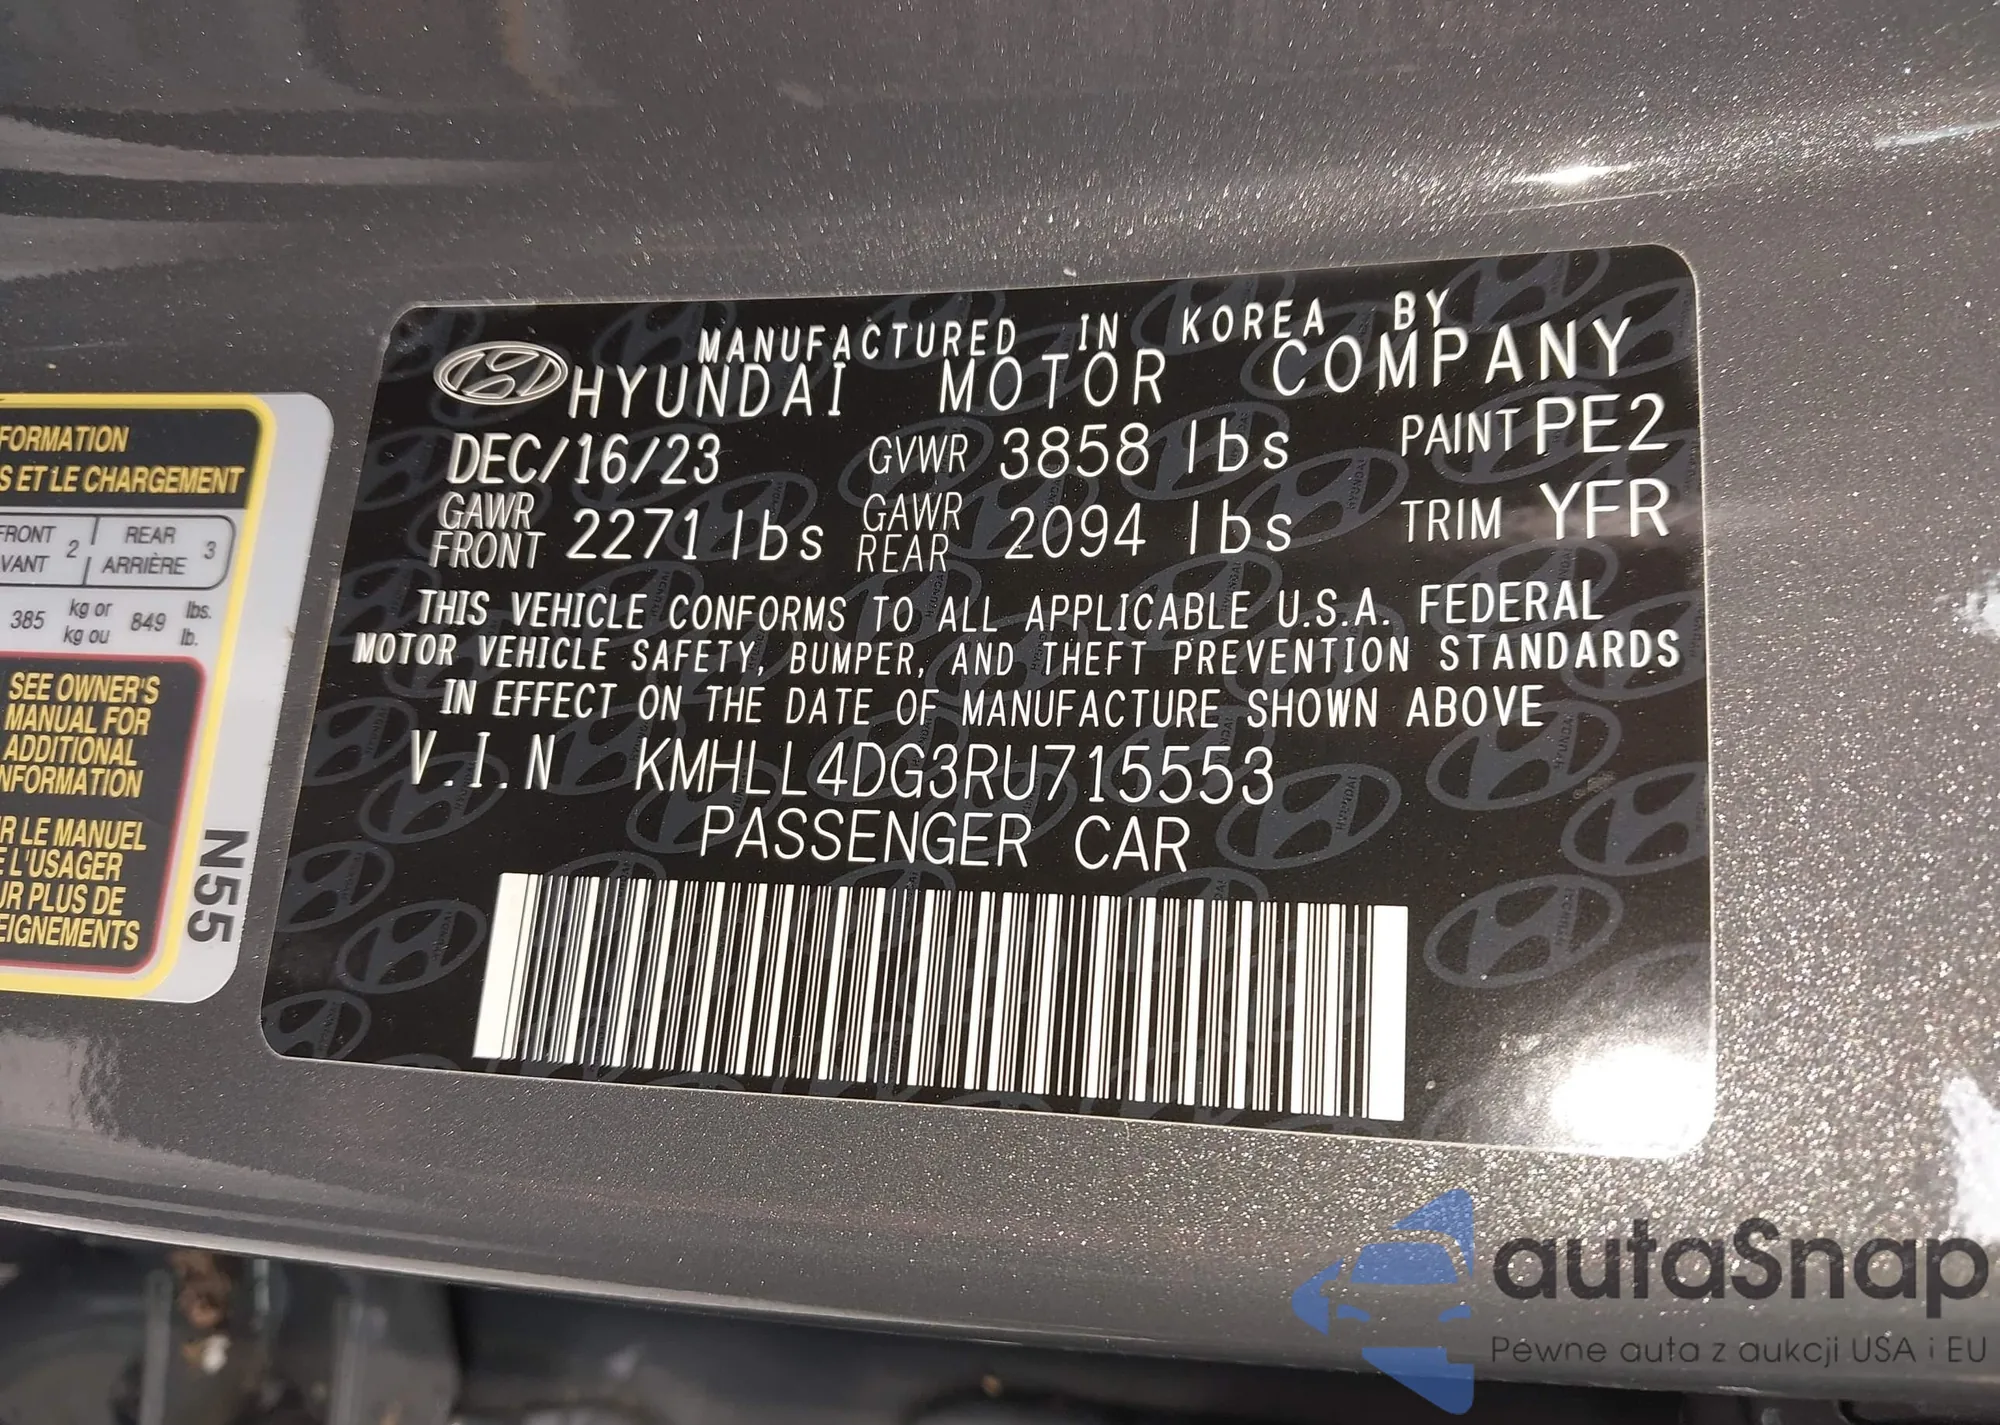 MANUFACTURED IN KOREA BY
HYUNDAI MOTOR COMPANY
DEC/16/23 GVWR 3858 lbs PAINT PE2
GAWR FRONT 2271 lbs GAWR REAR 2094 lbs TRIM YFR
THIS VEHICLE CONFORMS TO ALL APPLICABLE U.S.A. FEDERAL
MOTOR VEHICLE SAFETY, BUMPER, AND THEFT PREVENTION STANDARDS
IN EFFECT ON THE DATE OF MANUFACTURE SHOWN ABOVE
V.I.N KMHLL4DG3RU715553
PASSENGER CAR
FORMATION
S ET LE CHARGEMENT
FRONT 2 REAR 3
VANT ARRIÈRE
385 kg or 849 lbs.
kg ou lb.
SEE OWNER'S
MANUAL FOR
ADDITIONAL
NFORMATION
R LE MANUEL
E L'USAGER
UR PLUS DE
EIGNEMENTS
N55
autaSnap
Pewne auta z aukcji USA i EU